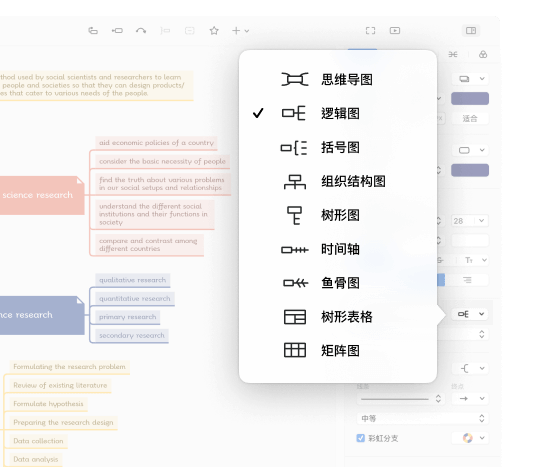 thod used by social scientists and researchers to learn
people and societies so that they can design products/
es that cater to various needs of the people.
science research
aid economic policies of a country
consider the basic necessity of people
find the truth about various problems
in our social setups and relationships.
understand the different social
institutions and their functions in
society
compare and contrast among
different countries
nce research
qualitative research
quantitative research
primary research
secondary research
Formulating the research problem
Review of existing literature
Formulate hypothesis
Preparing the research design
Data collection
Data analysis
思维导图
逻辑图
括号图
组织结构图
树形图
时间轴
鱼骨图
树形表格
矩阵图
适合
28
中等
彩虹分支